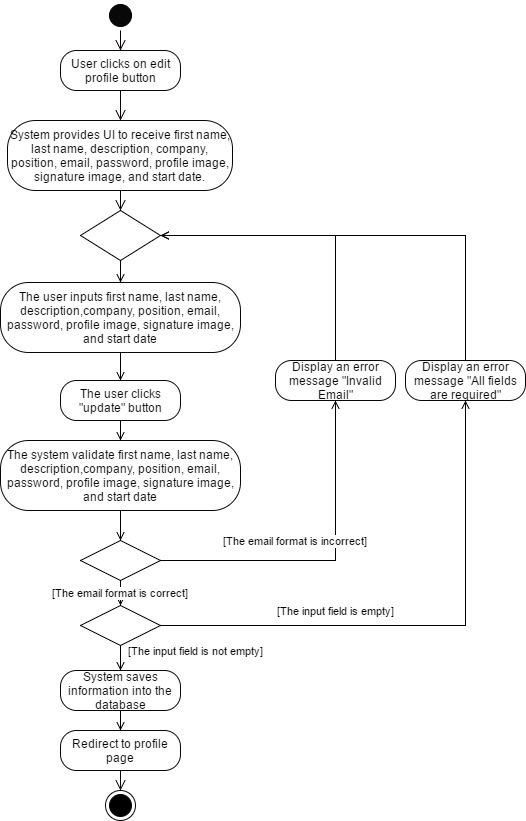 User clicks on edit
profile button
System provides UI to receive first name,
last name, description, company,
position, email, password, profile image,
signature image, and start date.
The user inputs first name, last name,
description,company, position, email,
password, profile image, signature image,
and start date
Display an error
message "Invalid
Email"
Display an error
message "All fields
are required"
The user clicks
"update" button
The system validate first name, last name,
description,company, position, email,
password, profile image, signature image,
and start date
[The email format is incorrect]
[The email format is correct]
[The input field is empty]
[The input field is not empty]
System saves
information into the
database
Redirect to profile
page